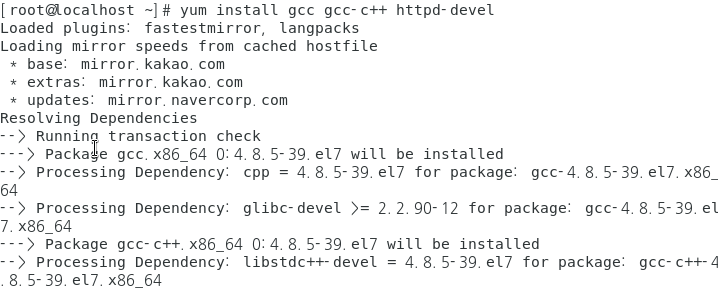 [root@localhost ~]# yum install gcc gcc-c++ httpd-devel
Loaded plugins: fastestmirror, langpacks
Loading mirror speeds from cached hostfile
 * base: mirror.kakao.com
 * extras: mirror.kakao.com
 * updates: mirror.navercorp.com
Resolving Dependencies
--> Running transaction check
---> Package gcc.x86_64 0:4.8.5-39.el7 will be installed
--> Processing Dependency: cpp = 4.8.5-39.el7 for package: gcc-4.8.5-39.el7.x86_
64
--> Processing Dependency: glibc-devel >= 2.2.90-12 for package: gcc-4.8.5-39.el
7.x86_64
---> Package gcc-c++.x86_64 0:4.8.5-39.el7 will be installed
--> Processing Dependency: libstdc++-devel = 4.8.5-39.el7 for package: gcc-c++-4
.8.5-39.el7.x86_64